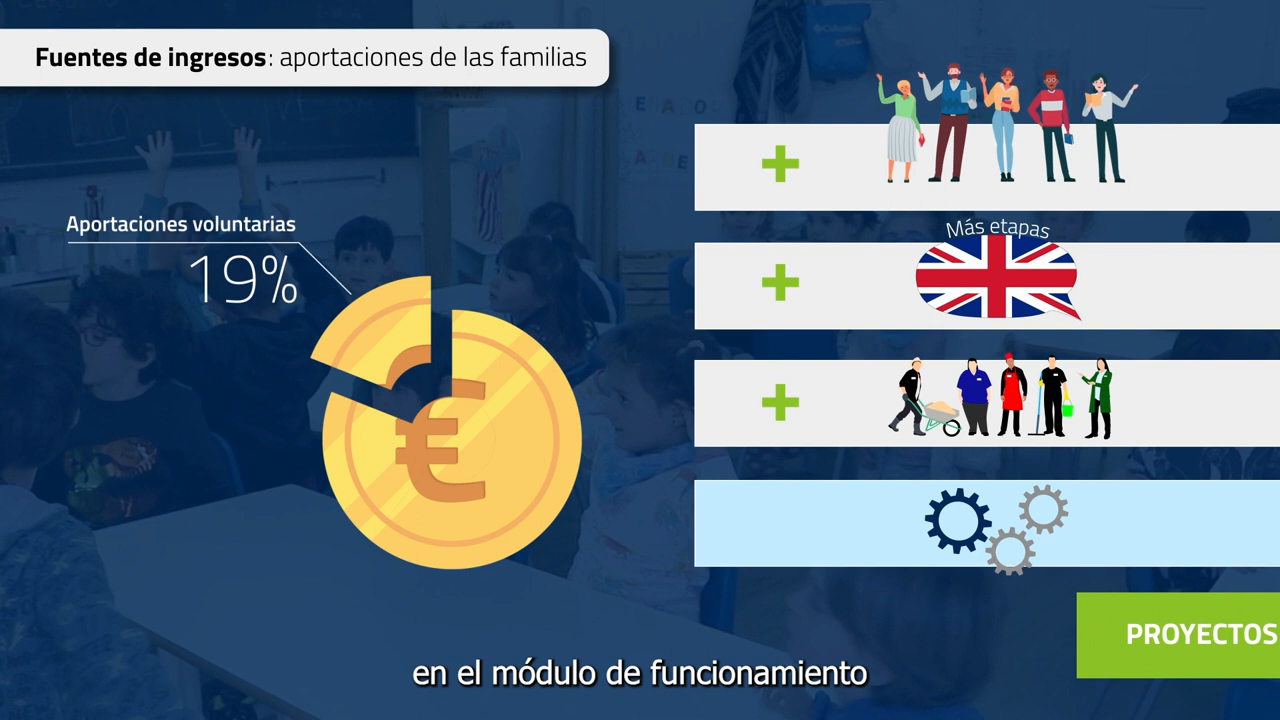 Fuentes de ingresos: aportaciones de las familias
Aportaciones voluntarias
19%
€
Más etapas
PROYECTOS
en el módulo de funcionamiento